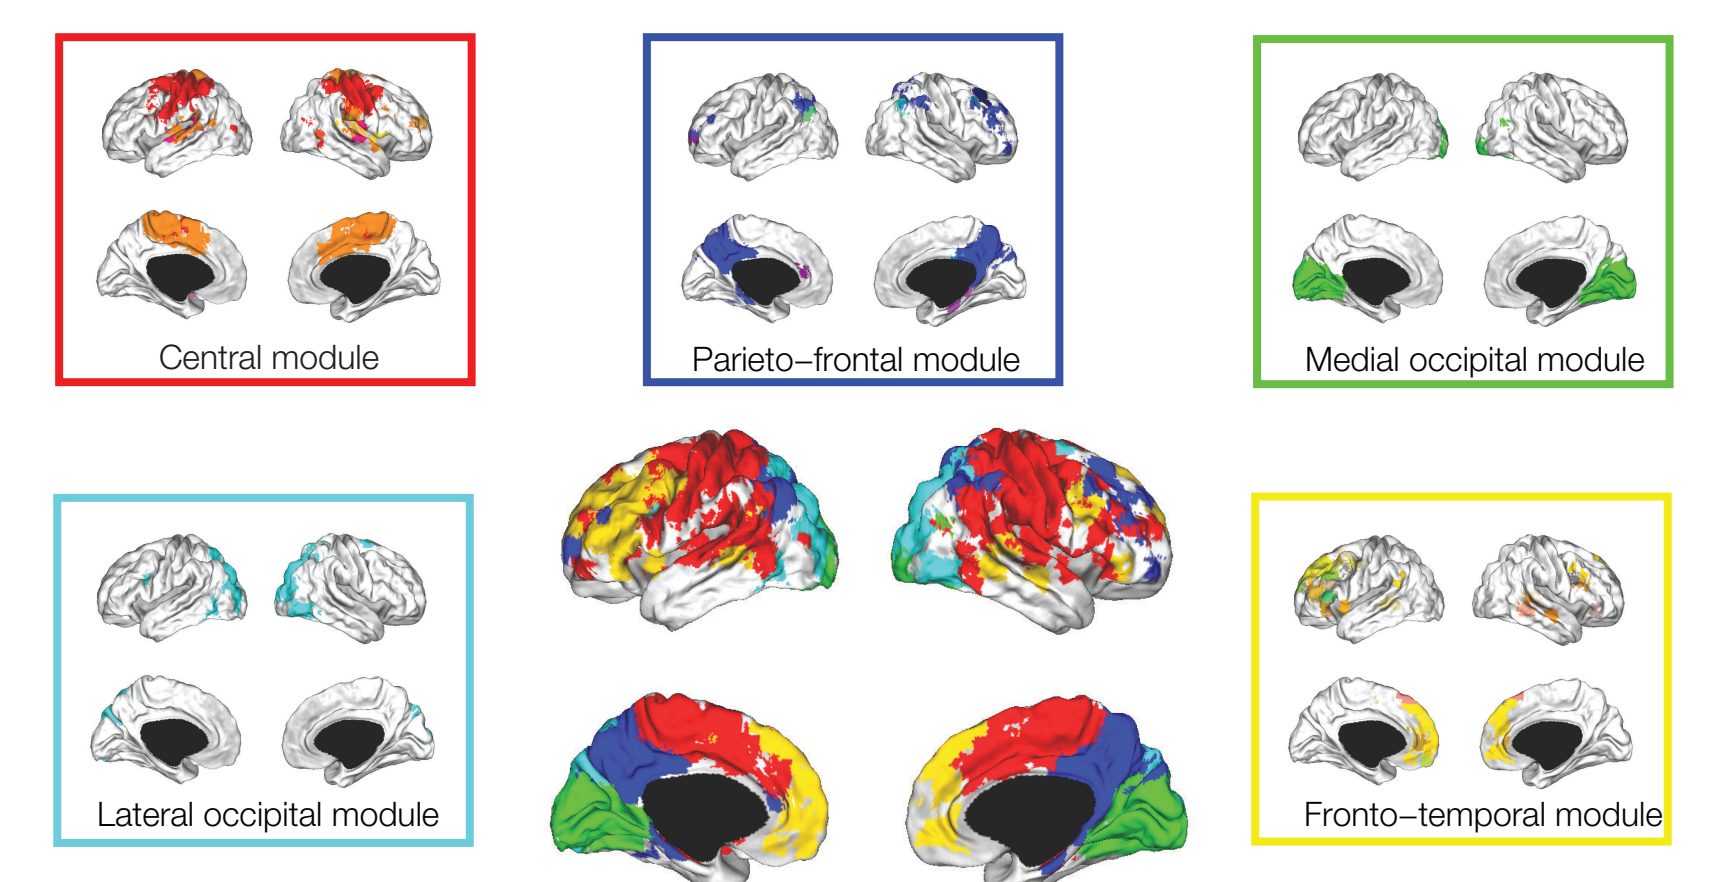 Central module
Parieto–frontal module
Medial occipital module
Lateral occipital module
Fronto–temporal module